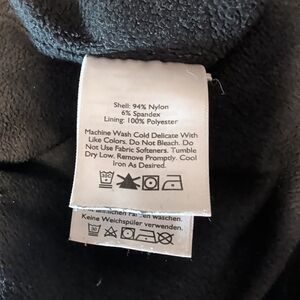 Shell: 94% Nylon
6% Spandex
Lining: 100% Polyester
Machine Wash Cold Delicate With
Like Colors. Do Not Bleach. Do
Not Use Fabric Softeners. Tumble
Dry Low. Remove Promptly. Cool
Iron As Desired.
waschen.
Keine Weichspüler verwenden.